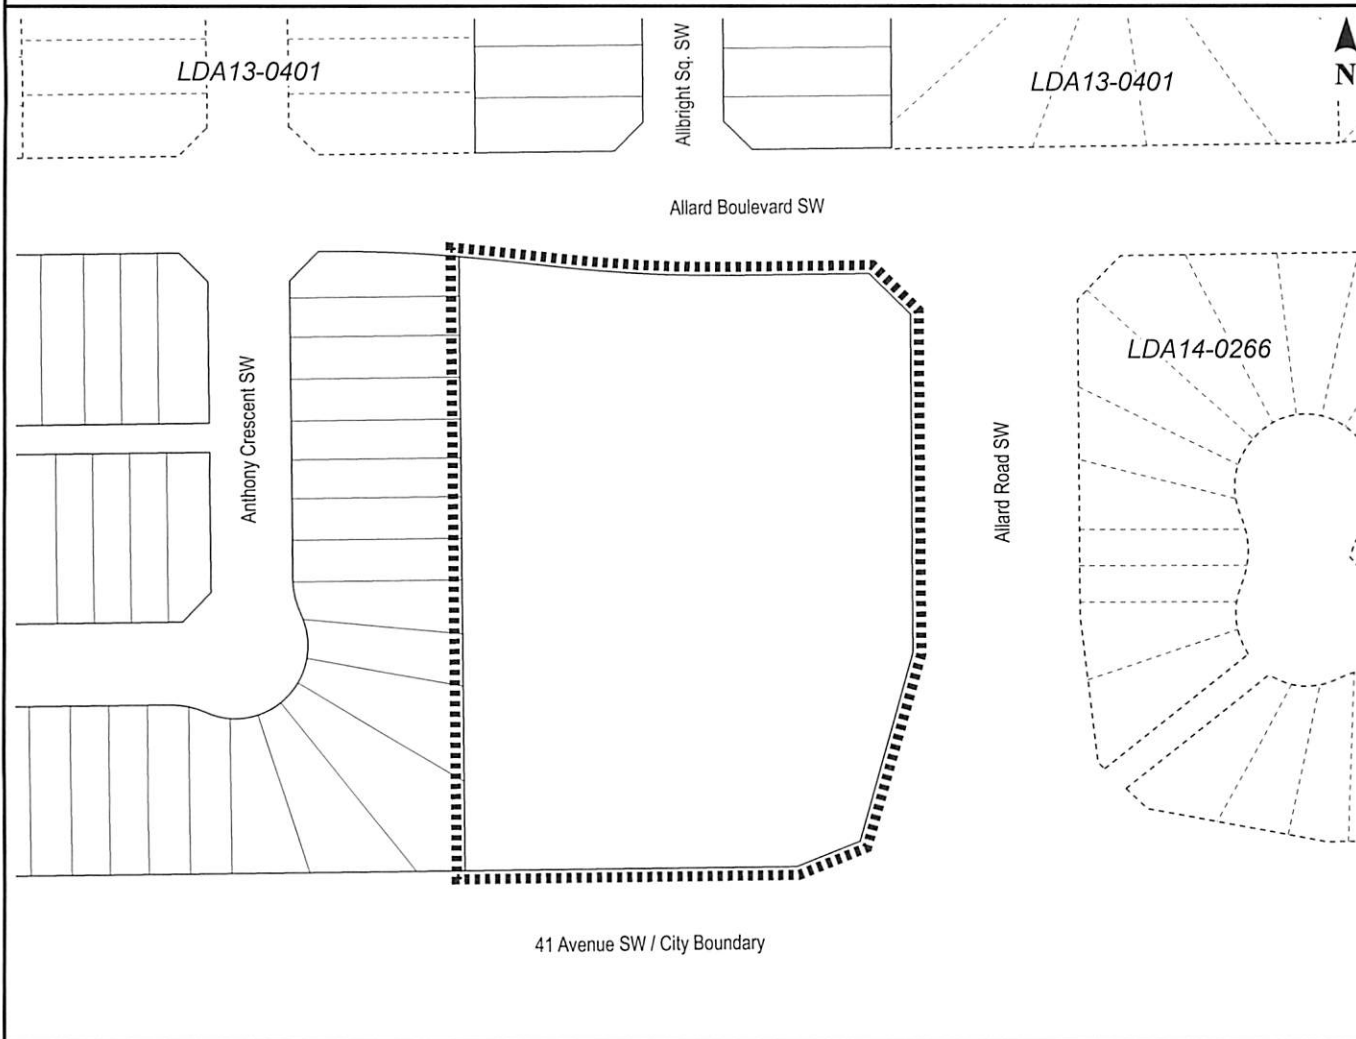 LDA13-0401
Allbright Sq. SW
LDA13-0401
N
Allard Boulevard SW
LDA14-0266
Anthony Crescent SW
Allard Road SW
41 Avenue SW / City Boundary